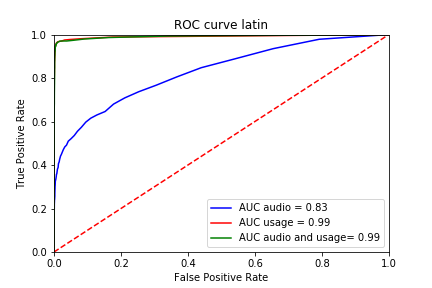 ROC curve latin
True Positive Rate
1.0
0.8
0.6
0.4
0.2
0.0
AUC audio = 0.83
AUC usage = 0.99
AUC audio and usage= 0.99
0.0 0.2 0.4 0.6 0.8 1.0
False Positive Rate